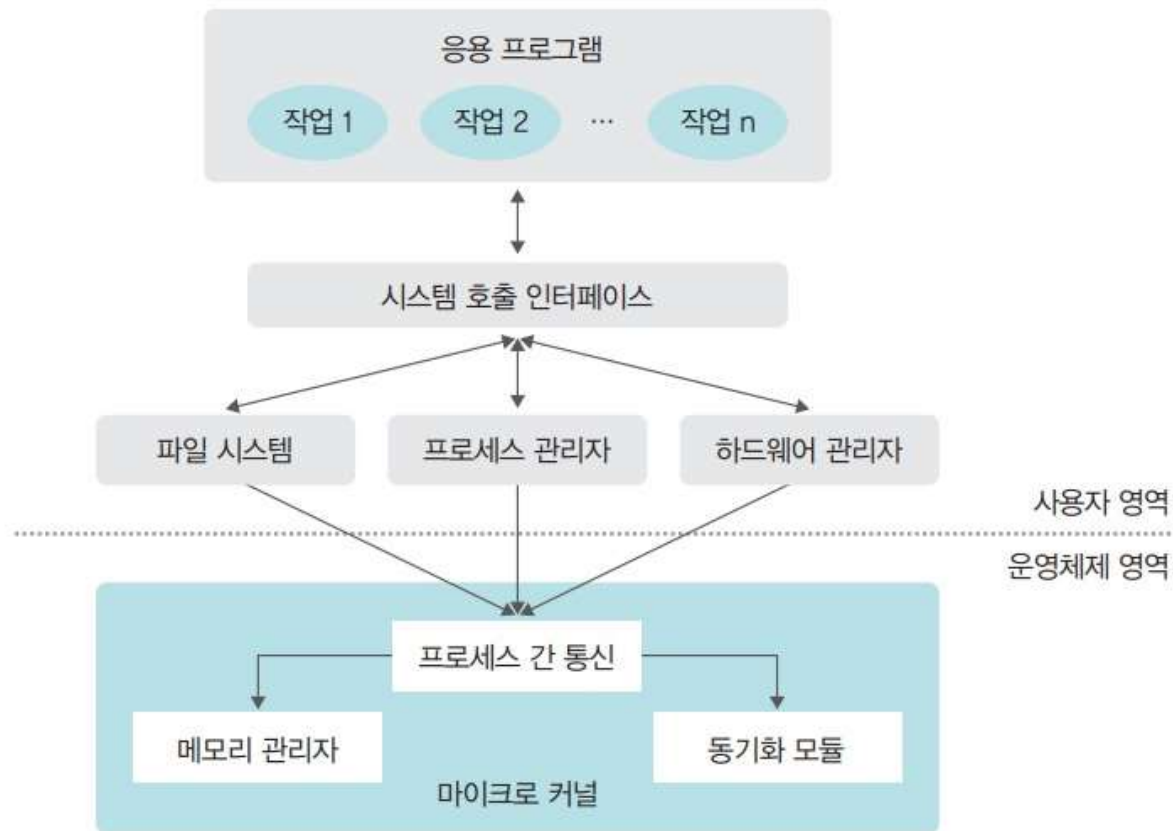 응용 프로그램
작업 1 작업 2 … 작업 n
시스템 호출 인터페이스
파일 시스템 프로세스 관리자 하드웨어 관리자
사용자 영역
운영체제 영역
프로세스 간 통신
메모리 관리자 동기화 모듈
마이크로 커널